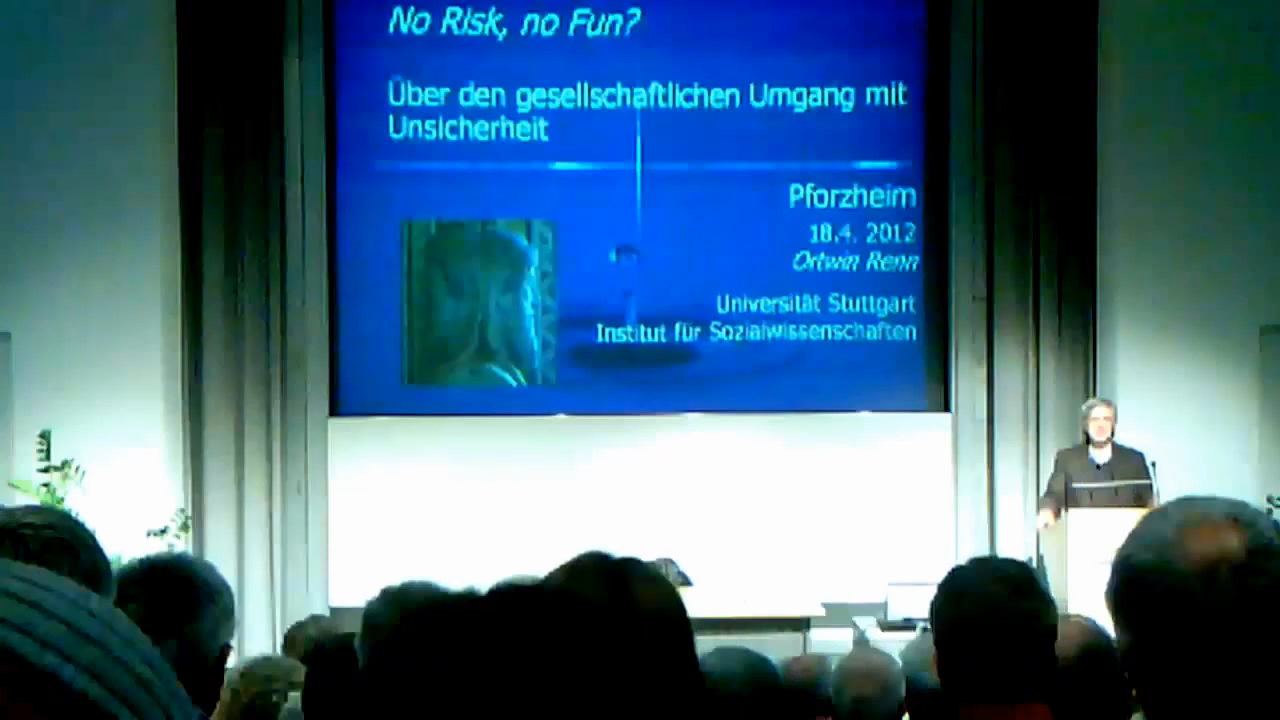 No Risk, no Fun?
Über den gesellschaftlichen Umgang mit
Unsicherheit
Pforzheim
18.4. 2012
Ortwin Renn
Universität Stuttgart
Institut für Sozialwissenschaften